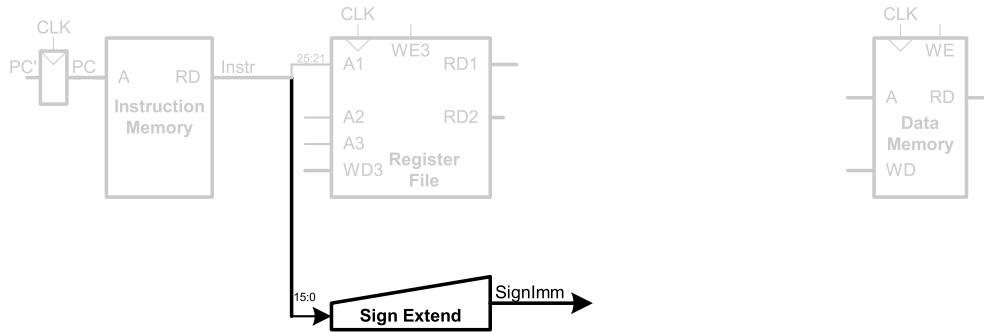 CLK
CLK
CLK
PC'
PC
A
RD
Instr
25:21
A1
WE3
RD1
WE
Instruction
Memory
A2
RD2
A
RD
A3
Data
Memory
WD3
Register
File
WD
15:0
Sign Extend
SignImm